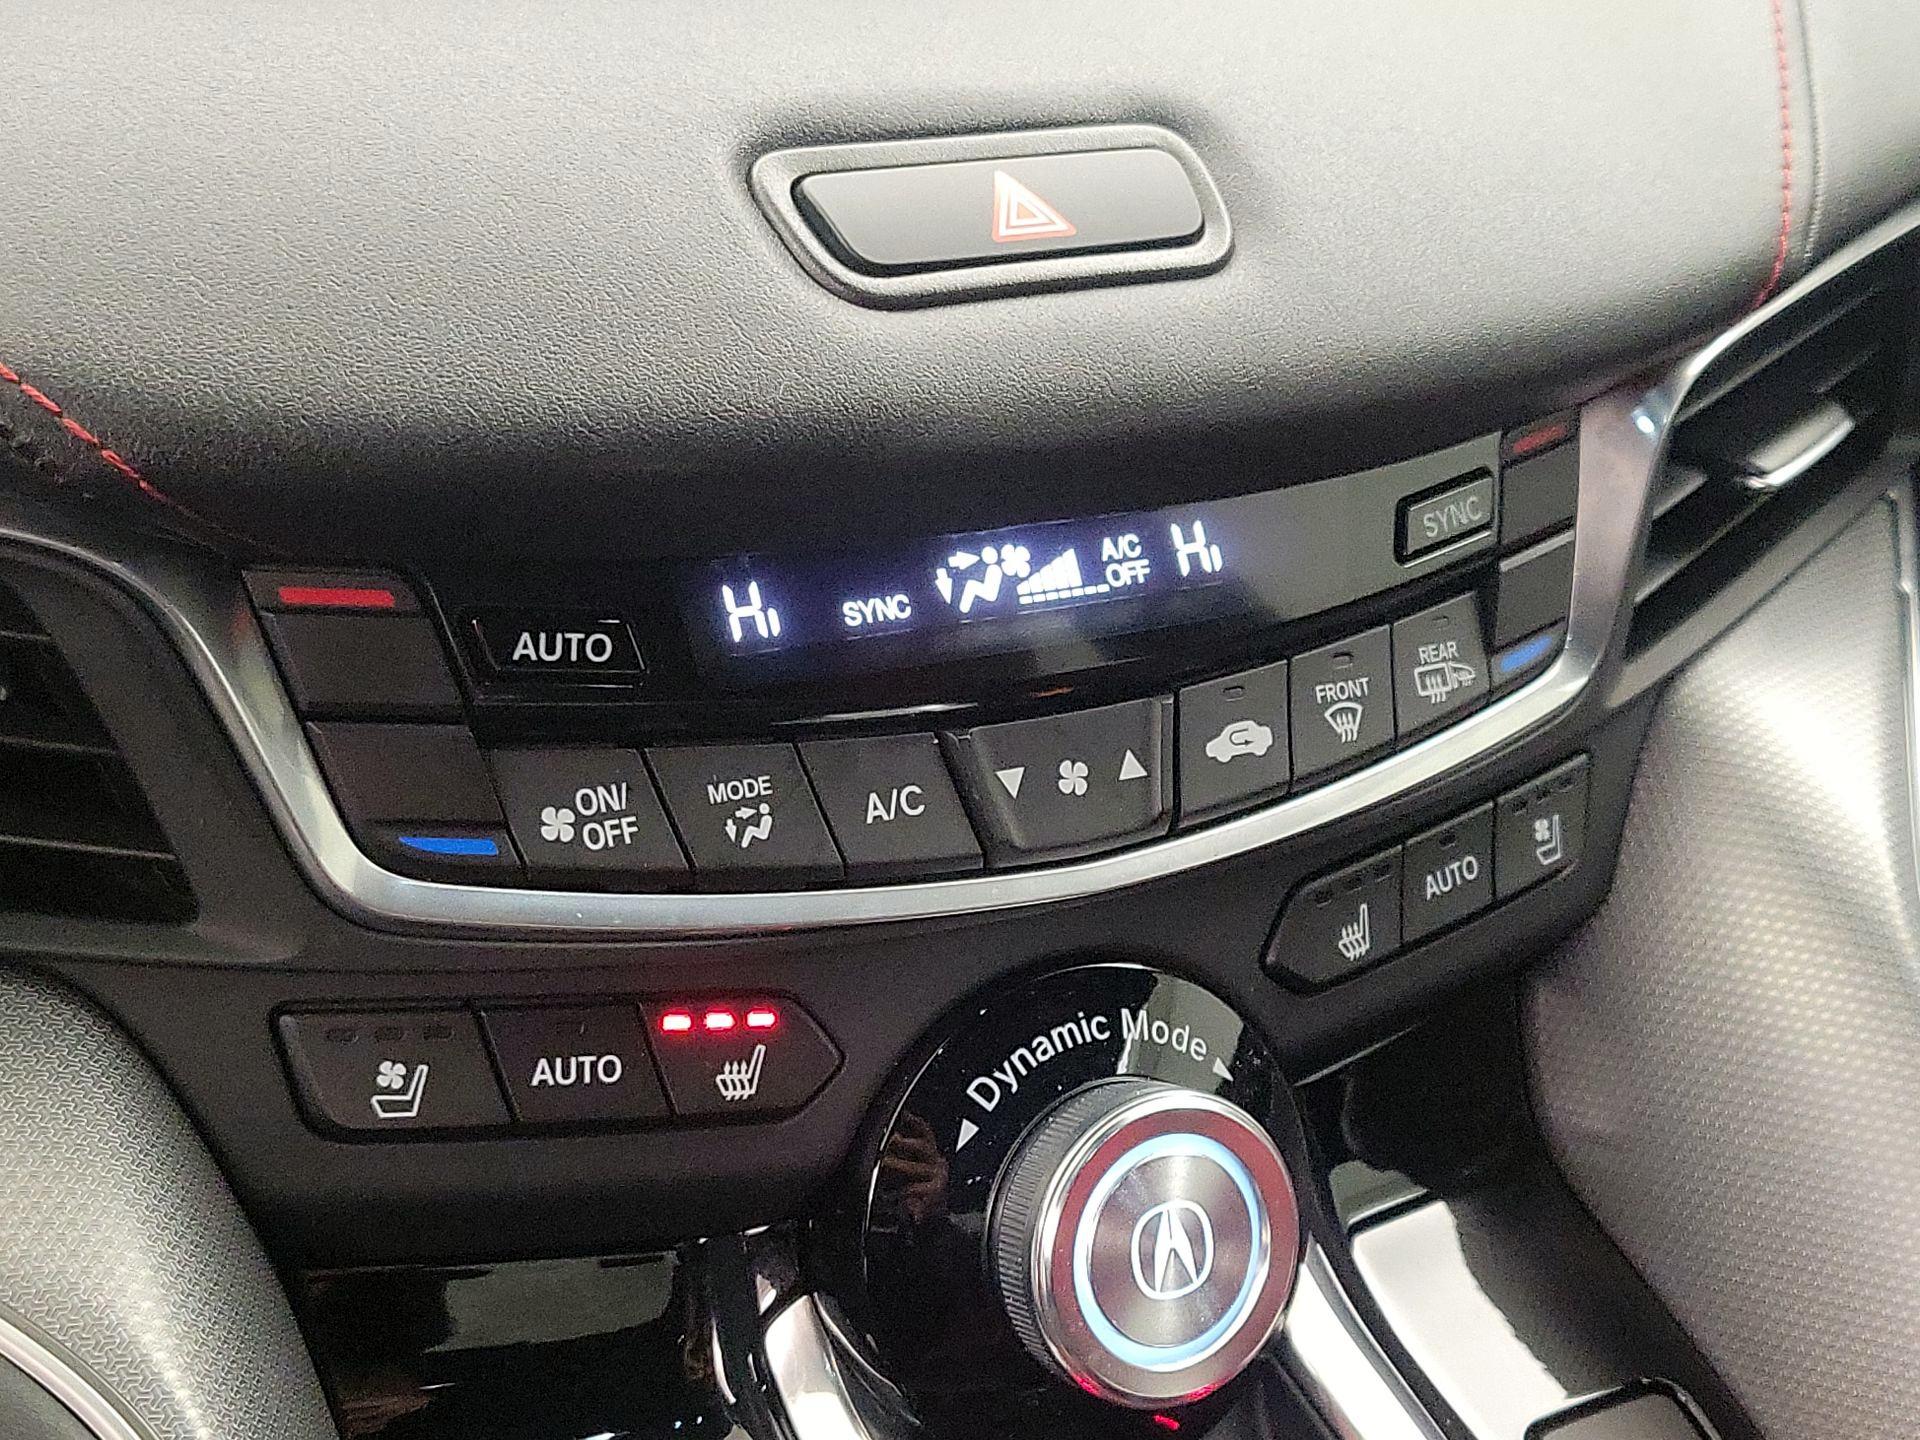 SYNC
Hi SYNC A/C OFF Hi
AUTO
ON/
OFF
MODE
A/C
FRONT
REAR
AUTO
AUTO
Dynamic Mode